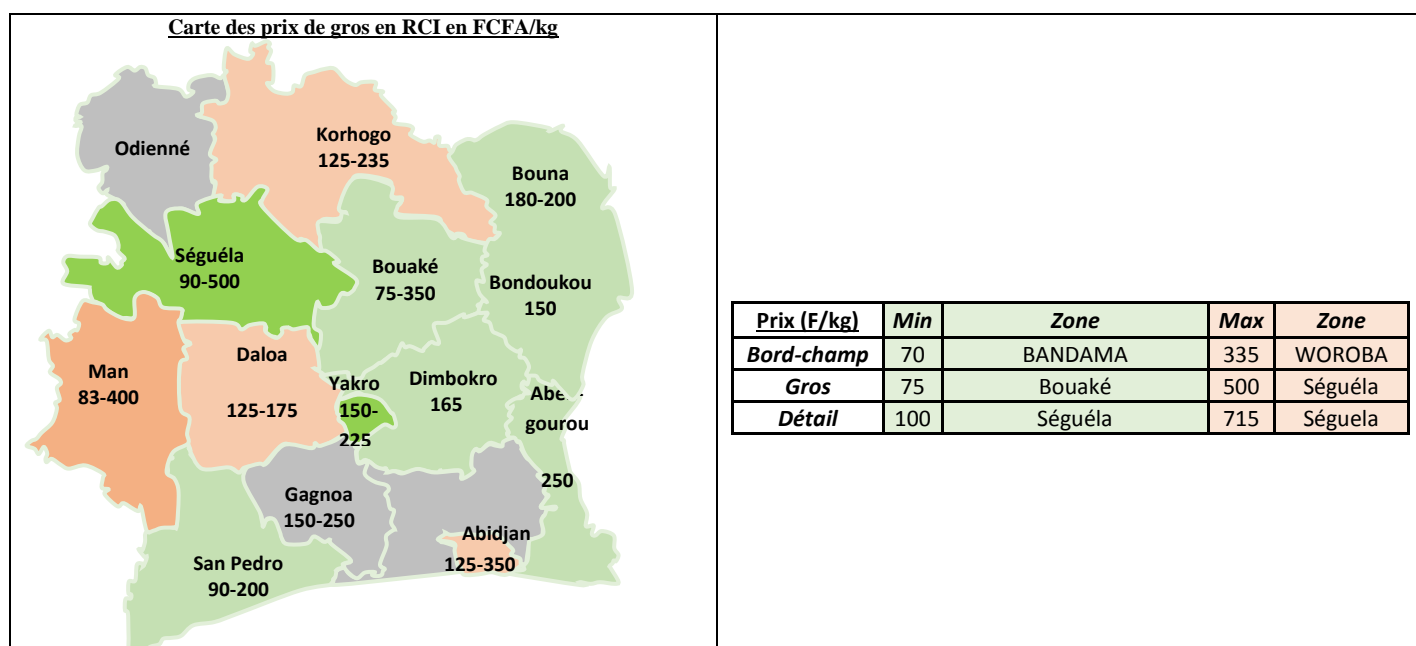 Carte des prix de gros en RCI en FCFA/kg
Odienné
Korhogo
125-235
Bouna
180-200
Séguéla
90-500
Bouaké
75-350
Bondoukou
150
Man
83-400
Daloa
125-175
Yakro
150-
225
Dimbokro
165
gourou
250
Gagnoa
150-250
Abidjan
125-350
San Pedro
90-200
Prix (F/kg) Min Zone Max Zone
Bord-champ 70 BANDAMA 335 WOROBA
Gros 75 Bouaké 500 Séguéla
Détail 100 Séguéla 715 Séguela